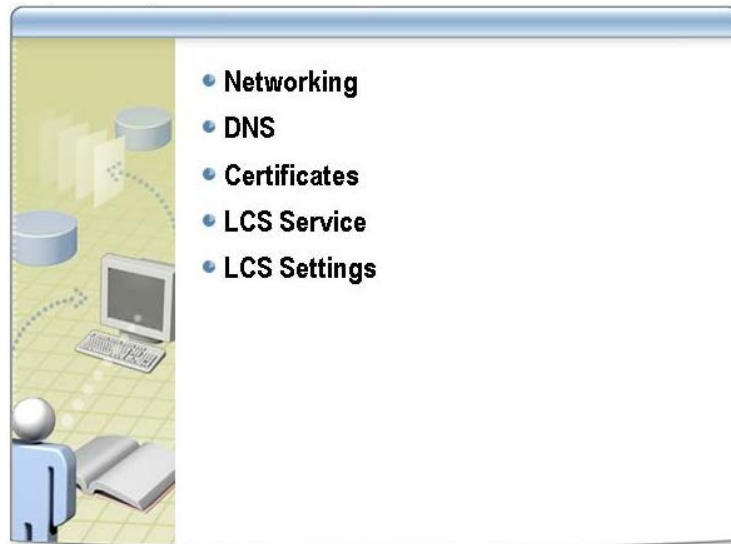 Networking
DNS
Certificates
LCS Service
LCS Settings